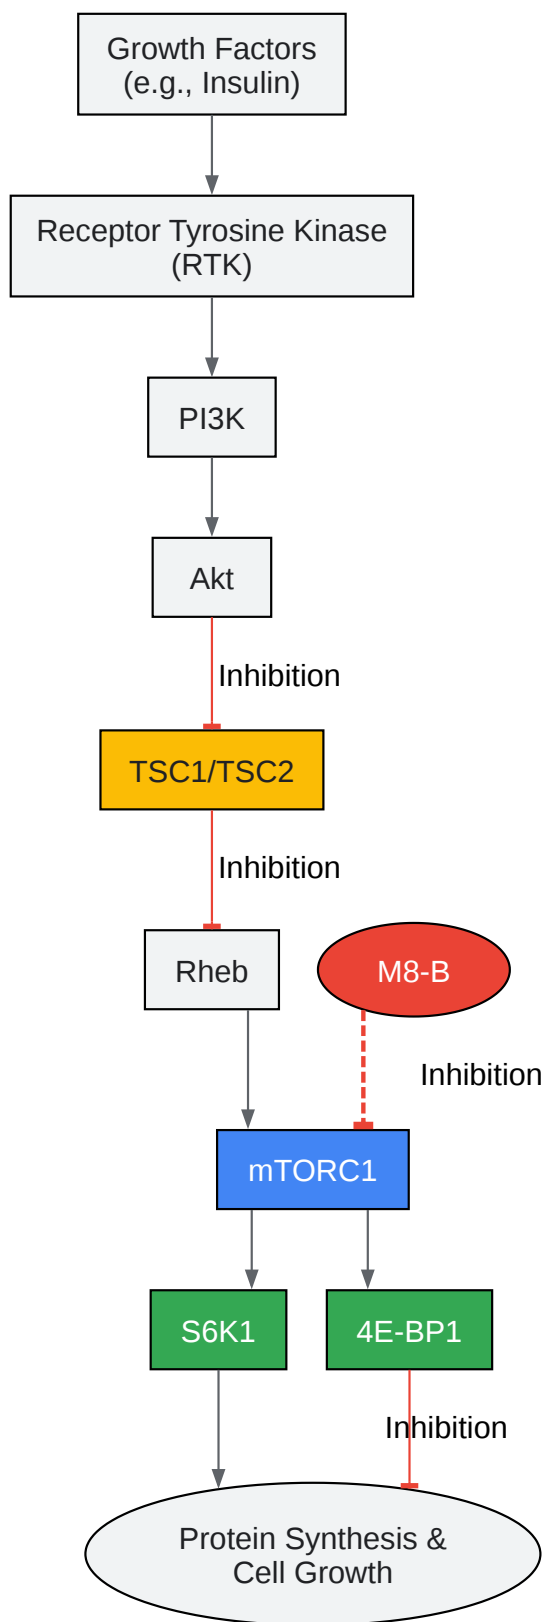 Growth Factors
(e.g., Insulin)
Receptor Tyrosine Kinase
(RTK)
PI3K
Akt
Inhibition
TSC1/TSC2
Inhibition
Rheb
M8-B
Inhibition
mTORC1
S6K1
4E-BP1
Inhibition
Protein Synthesis &
Cell Growth